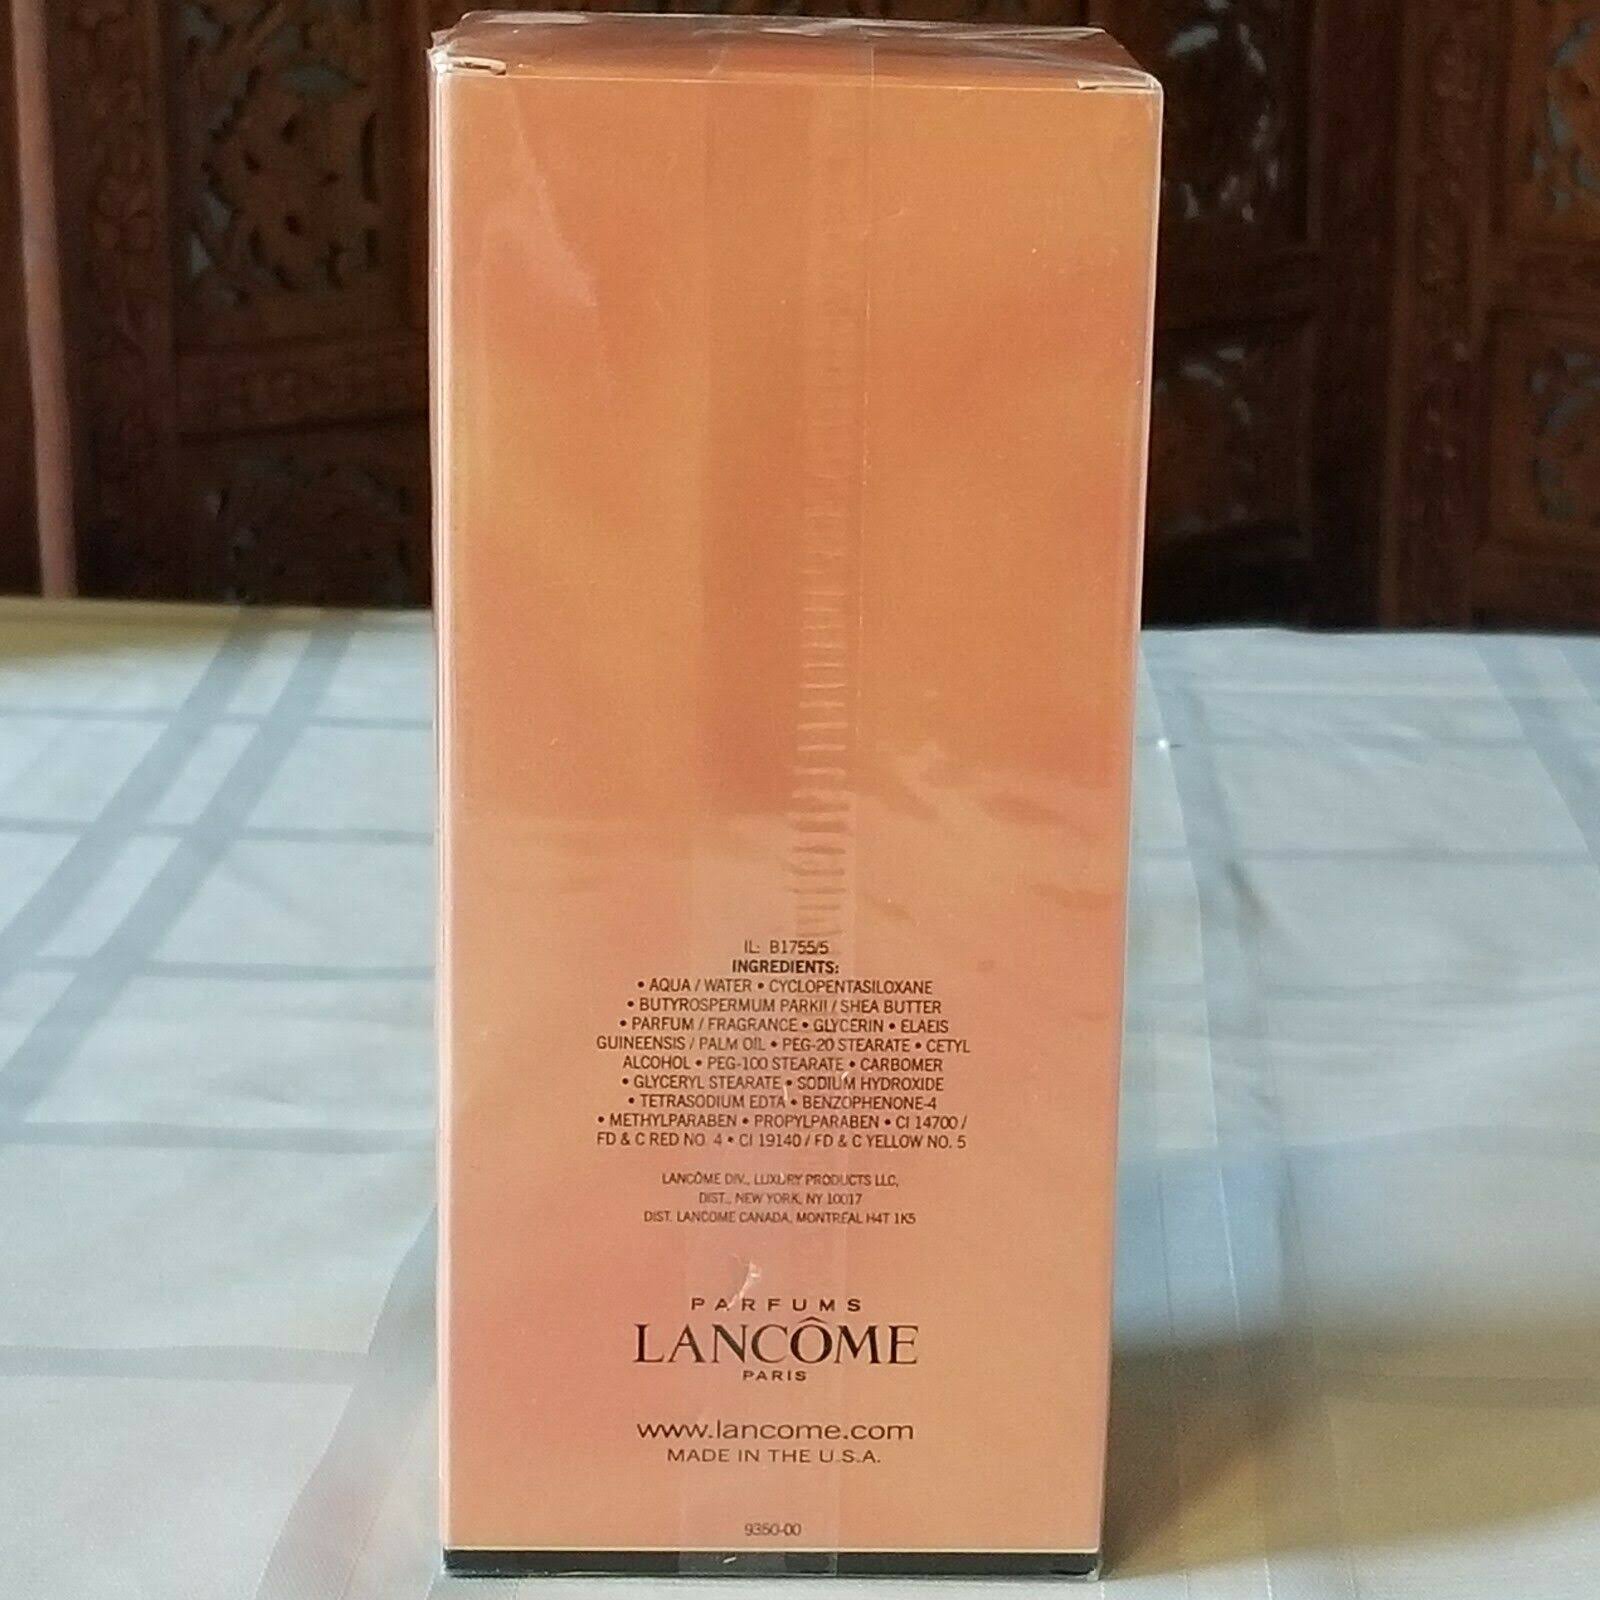 IL: B1755/5
INGREDIENTS:
• AQUA / WATER • CYCLOPENTASILOXANE
• BUTYROSPERMUM PARKII / SHEA BUTTER
• PARFUM / FRAGRANCE • GLYCERIN • ELAEIS
GUINEENSIS / PALM OIL • PEG-20 STEARATE • CETYL
ALCOHOL • PEG-100 STEARATE • CARBOMER
• GLYCERYL STEARATE • SODIUM HYDROXIDE
• TETRASODIUM EDTA • BENZOPHENONE-4
• METHYLPARABEN • PROPYLPARABEN • CI 14700 /
FD & C RED NO. 4 • CI 19140 / FD & C YELLOW NO. 5
LANCÔME DIV., LUXURY PRODUCTS LLC,
DIST., NEW YORK, NY 10017
DIST. LANCOME CANADA, MONTRÉAL H4T 1K5
PARFUMS
LANCÔME
PARIS
www.lancome.com
MADE IN THE U.S.A.
9350-00